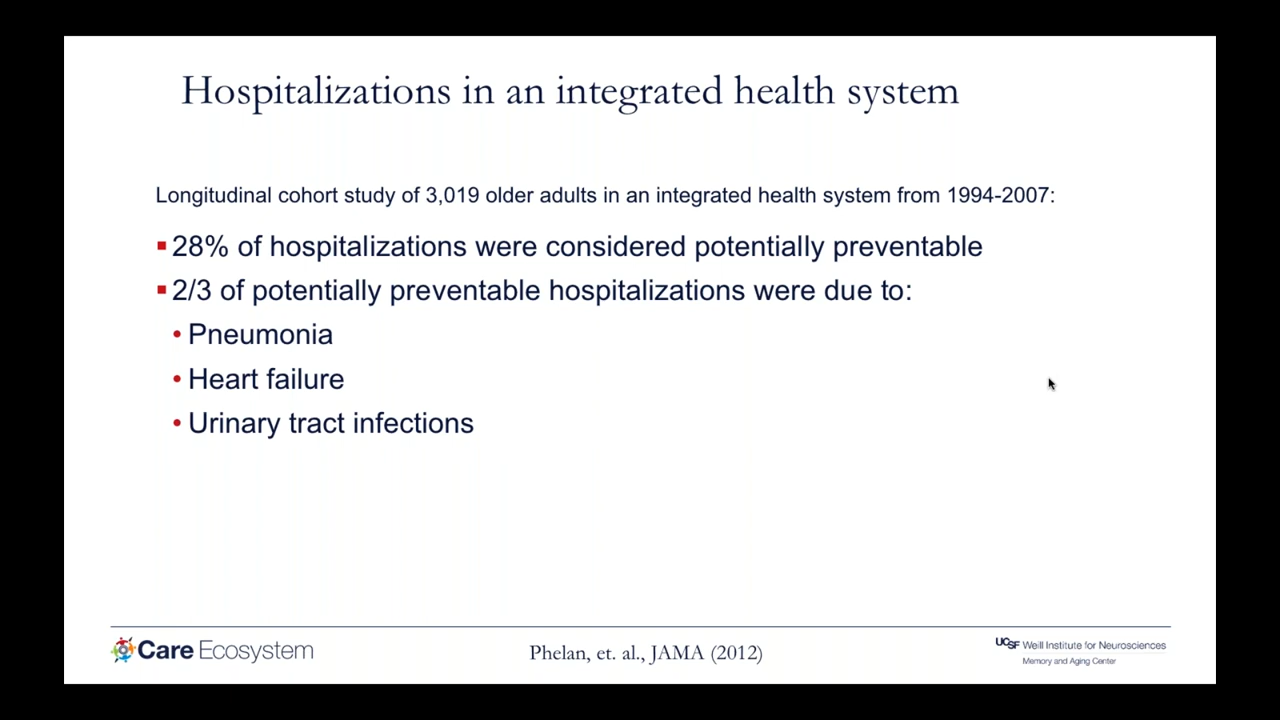 Hospitalizations in an integrated health system
Longitudinal cohort study of 3,019 older adults in an integrated health system from 1994-2007:
▪28% of hospitalizations were considered potentially preventable
▪2/3 of potentially preventable hospitalizations were due to:
• Pneumonia
• Heart failure
• Urinary tract infections
Care Ecosystem
Phelan, et. al., JAMA (2012)
UCSF Weill Institute for Neurosciences
Memory and Aging Center